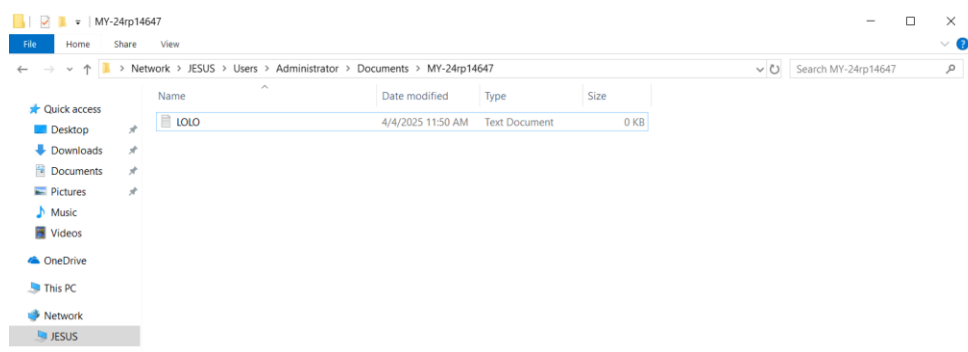 MY-24rp14647
File Home Share View
Network > JESUS > Users > Administrator > Documents > MY-24rp14647 Search MY-24rp14647
Name Date modified Type Size
LOLO 4/4/2025 11:50 AM Text Document 0 KB
Quick access
Desktop
Downloads
Documents
Pictures
Music
Videos
OneDrive
This PC
Network
JESUS